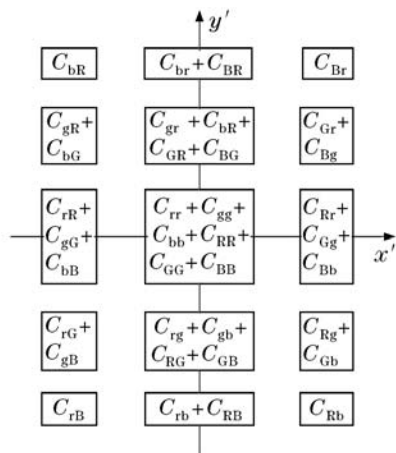 y′
C_bR
C_br + C_BR
C_Br
C_gR +
C_bG
C_gr + C_bR +
C_GR + C_BG
C_Gr +
C_Bg
C_rR +
C_gG +
C_bB
C_rr + C_gg +
C_bb + C_RR +
C_GG + C_BB
C_Rr +
C_Gg +
C_Bb
x′
C_rG +
C_gB
C_rg + C_gb +
C_RG + C_GB
C_Rg +
C_Gb
C_rB
C_rb + C_RB
C_Rb